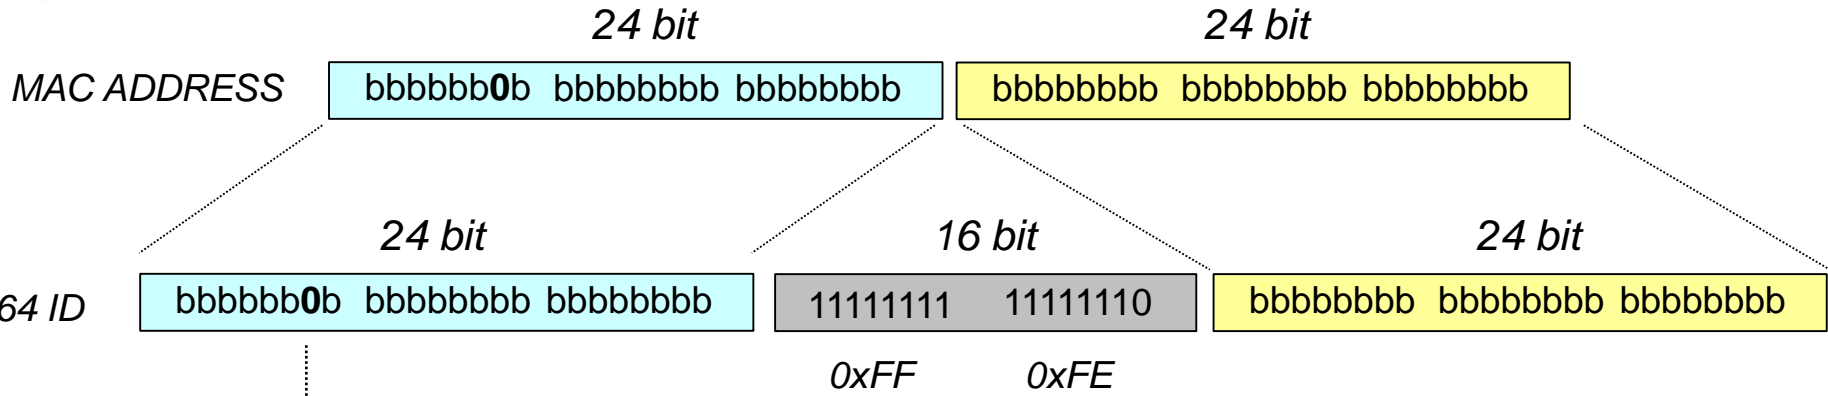 24 bit 24 bit
MAC ADDRESS bbbbbb0b bbbbbbbb bbbbbbbb bbbbbbbb bbbbbbbb bbbbbbbb
24 bit 16 bit 24 bit
64 ID bbbbbb0b bbbbbbbb bbbbbbbb 11111111 11111110 bbbbbbbb bbbbbbbb bbbbbbbb
0xFF 0xFE